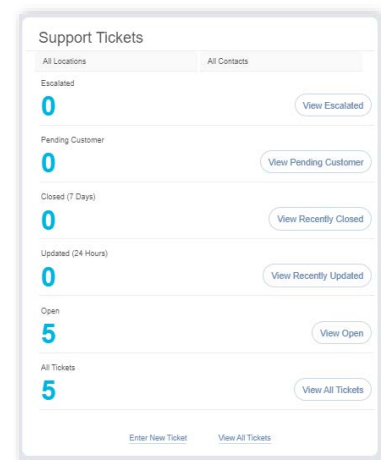 Support Tickets
All Locations All Contacts
Escalated
0 View Escalated
Pending Customer
0 View Pending Customer
Closed (7 Days)
0 View Recently Closed
Updated (24 Hours)
0 View Recently Updated
Open
5 View Open
All Tickets
5 View All Tickets
Enter New Ticket View All Tickets